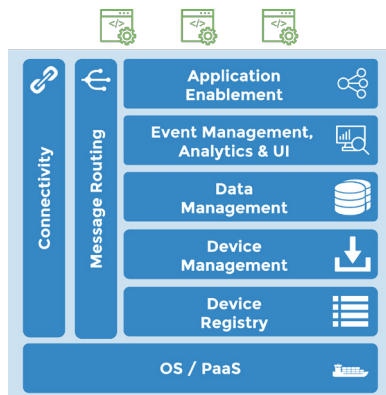 </>
</>
</>
Connectivity
Message Routing
Application
Enablement
Event Management,
Analytics & UI
Data
Management
Device
Management
Device
Registry
OS / PaaS